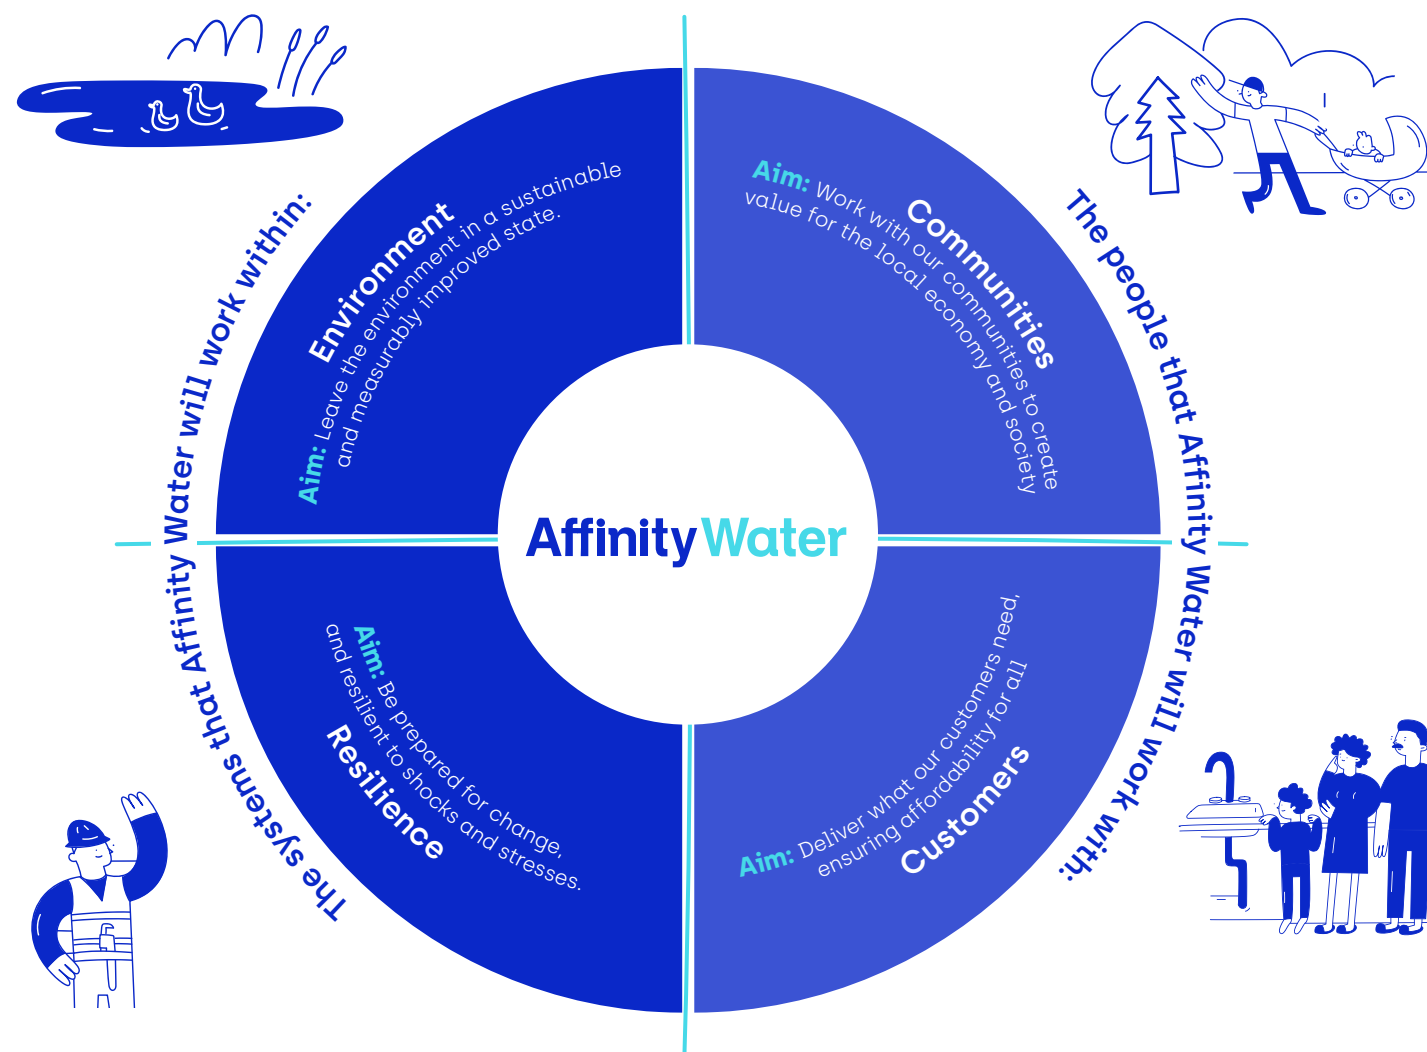 The systems that Affinity Water will work within:
Environment
Aim: Leave the environment in a sustainable
and measurably improved state.
Communities
Aim: Work with our communities to create
value for the local economy and society
The people that Affinity Water will work with:
AffinityWater
Aim: Be prepared for change,
and resilient to shocks and stresses.
Resilience
Aim: Deliver what our customers need,
ensuring affordability for all
Customers